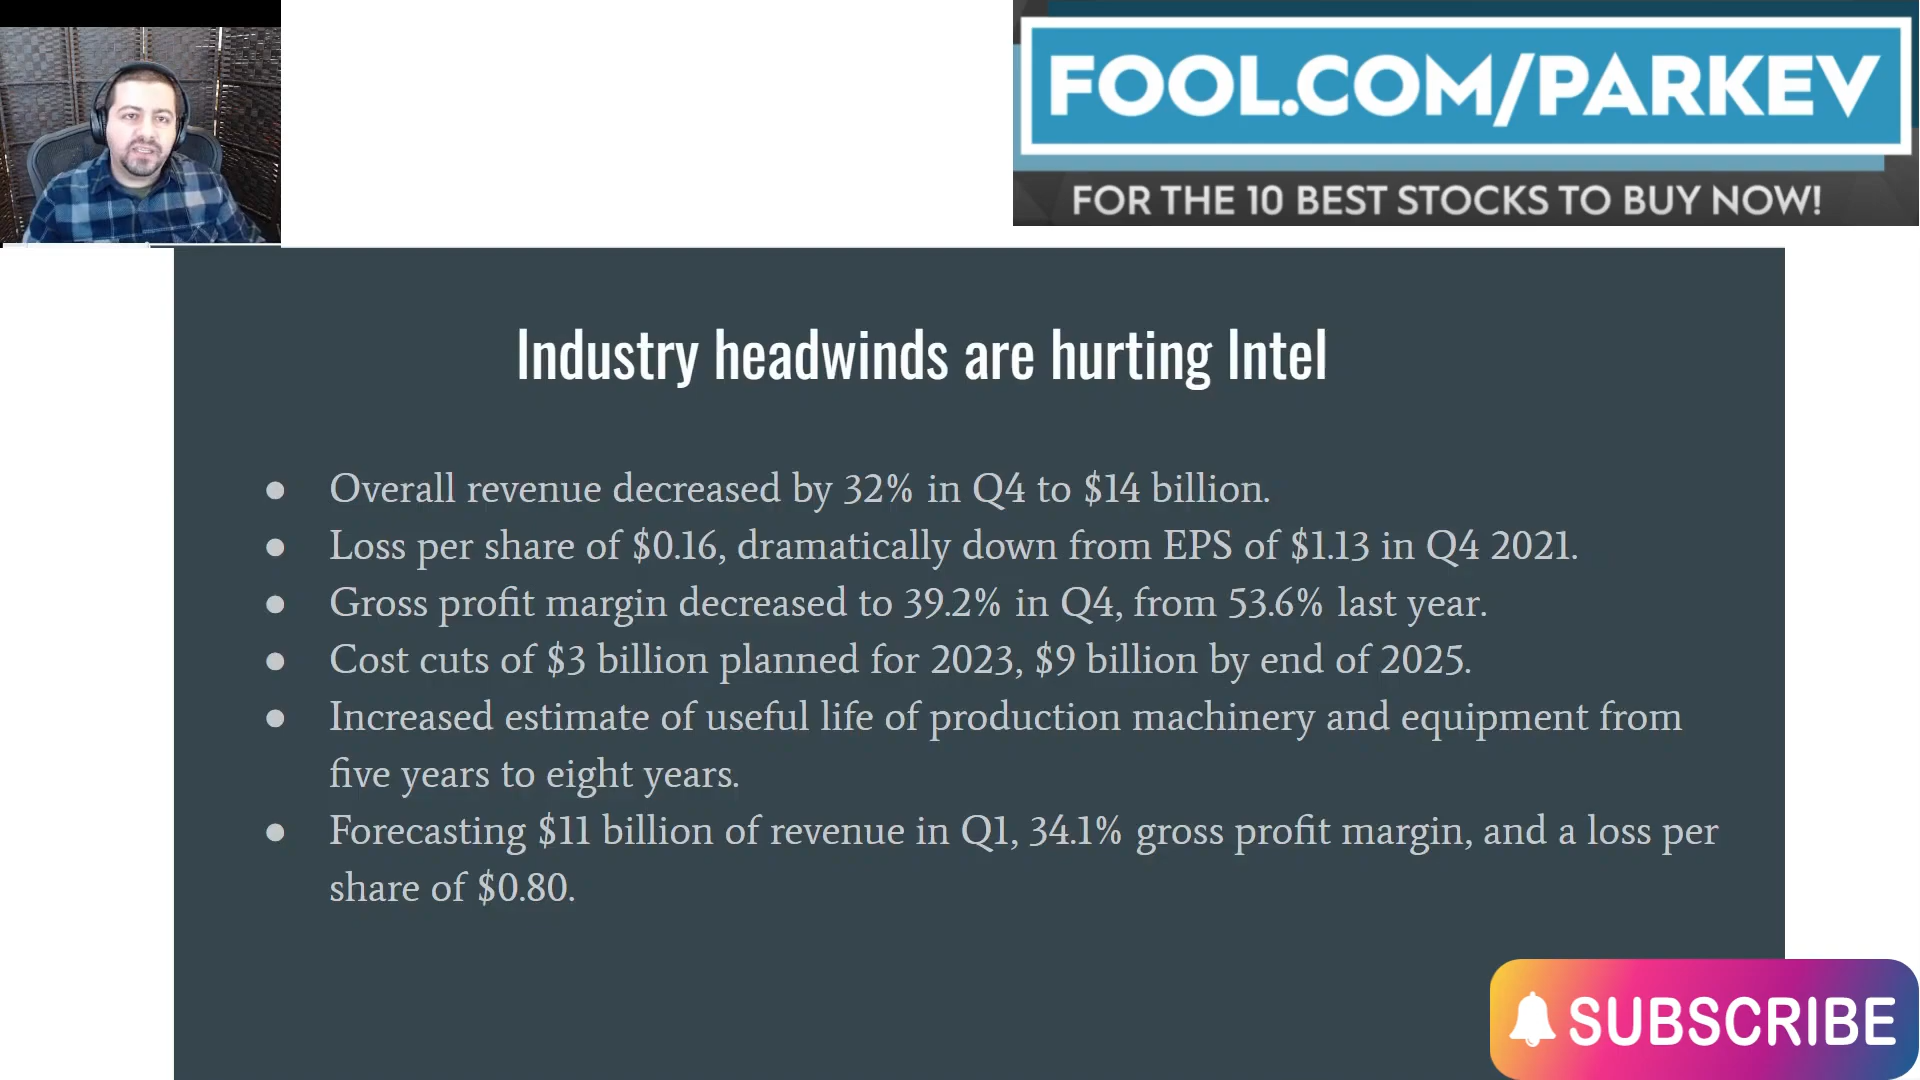 FOOL.COM/PARKEV
FOR THE 10 BEST STOCKS TO BUY NOW!
Industry headwinds are hurting Intel
● Overall revenue decreased by 32% in Q4 to $14 billion.
● Loss per share of $0.16, dramatically down from EPS of $1.13 in Q4 2021.
● Gross profit margin decreased to 39.2% in Q4, from 53.6% last year.
● Cost cuts of $3 billion planned for 2023, $9 billion by end of 2025.
● Increased estimate of useful life of production machinery and equipment from
five years to eight years.
● Forecasting $11 billion of revenue in Q1, 34.1% gross profit margin, and a loss per
share of $0.80.
SUBSCRIBE